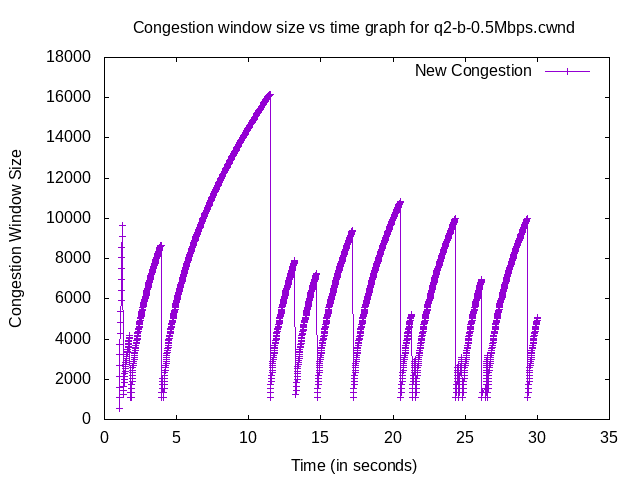 Congestion window size vs time graph for q2-b-0.5Mbps.cwnd
18000
16000
14000
12000
10000
8000
6000
4000
2000
0
Congestion Window Size
New Congestion
0 5 10 15 20 25 30 35
Time (in seconds)